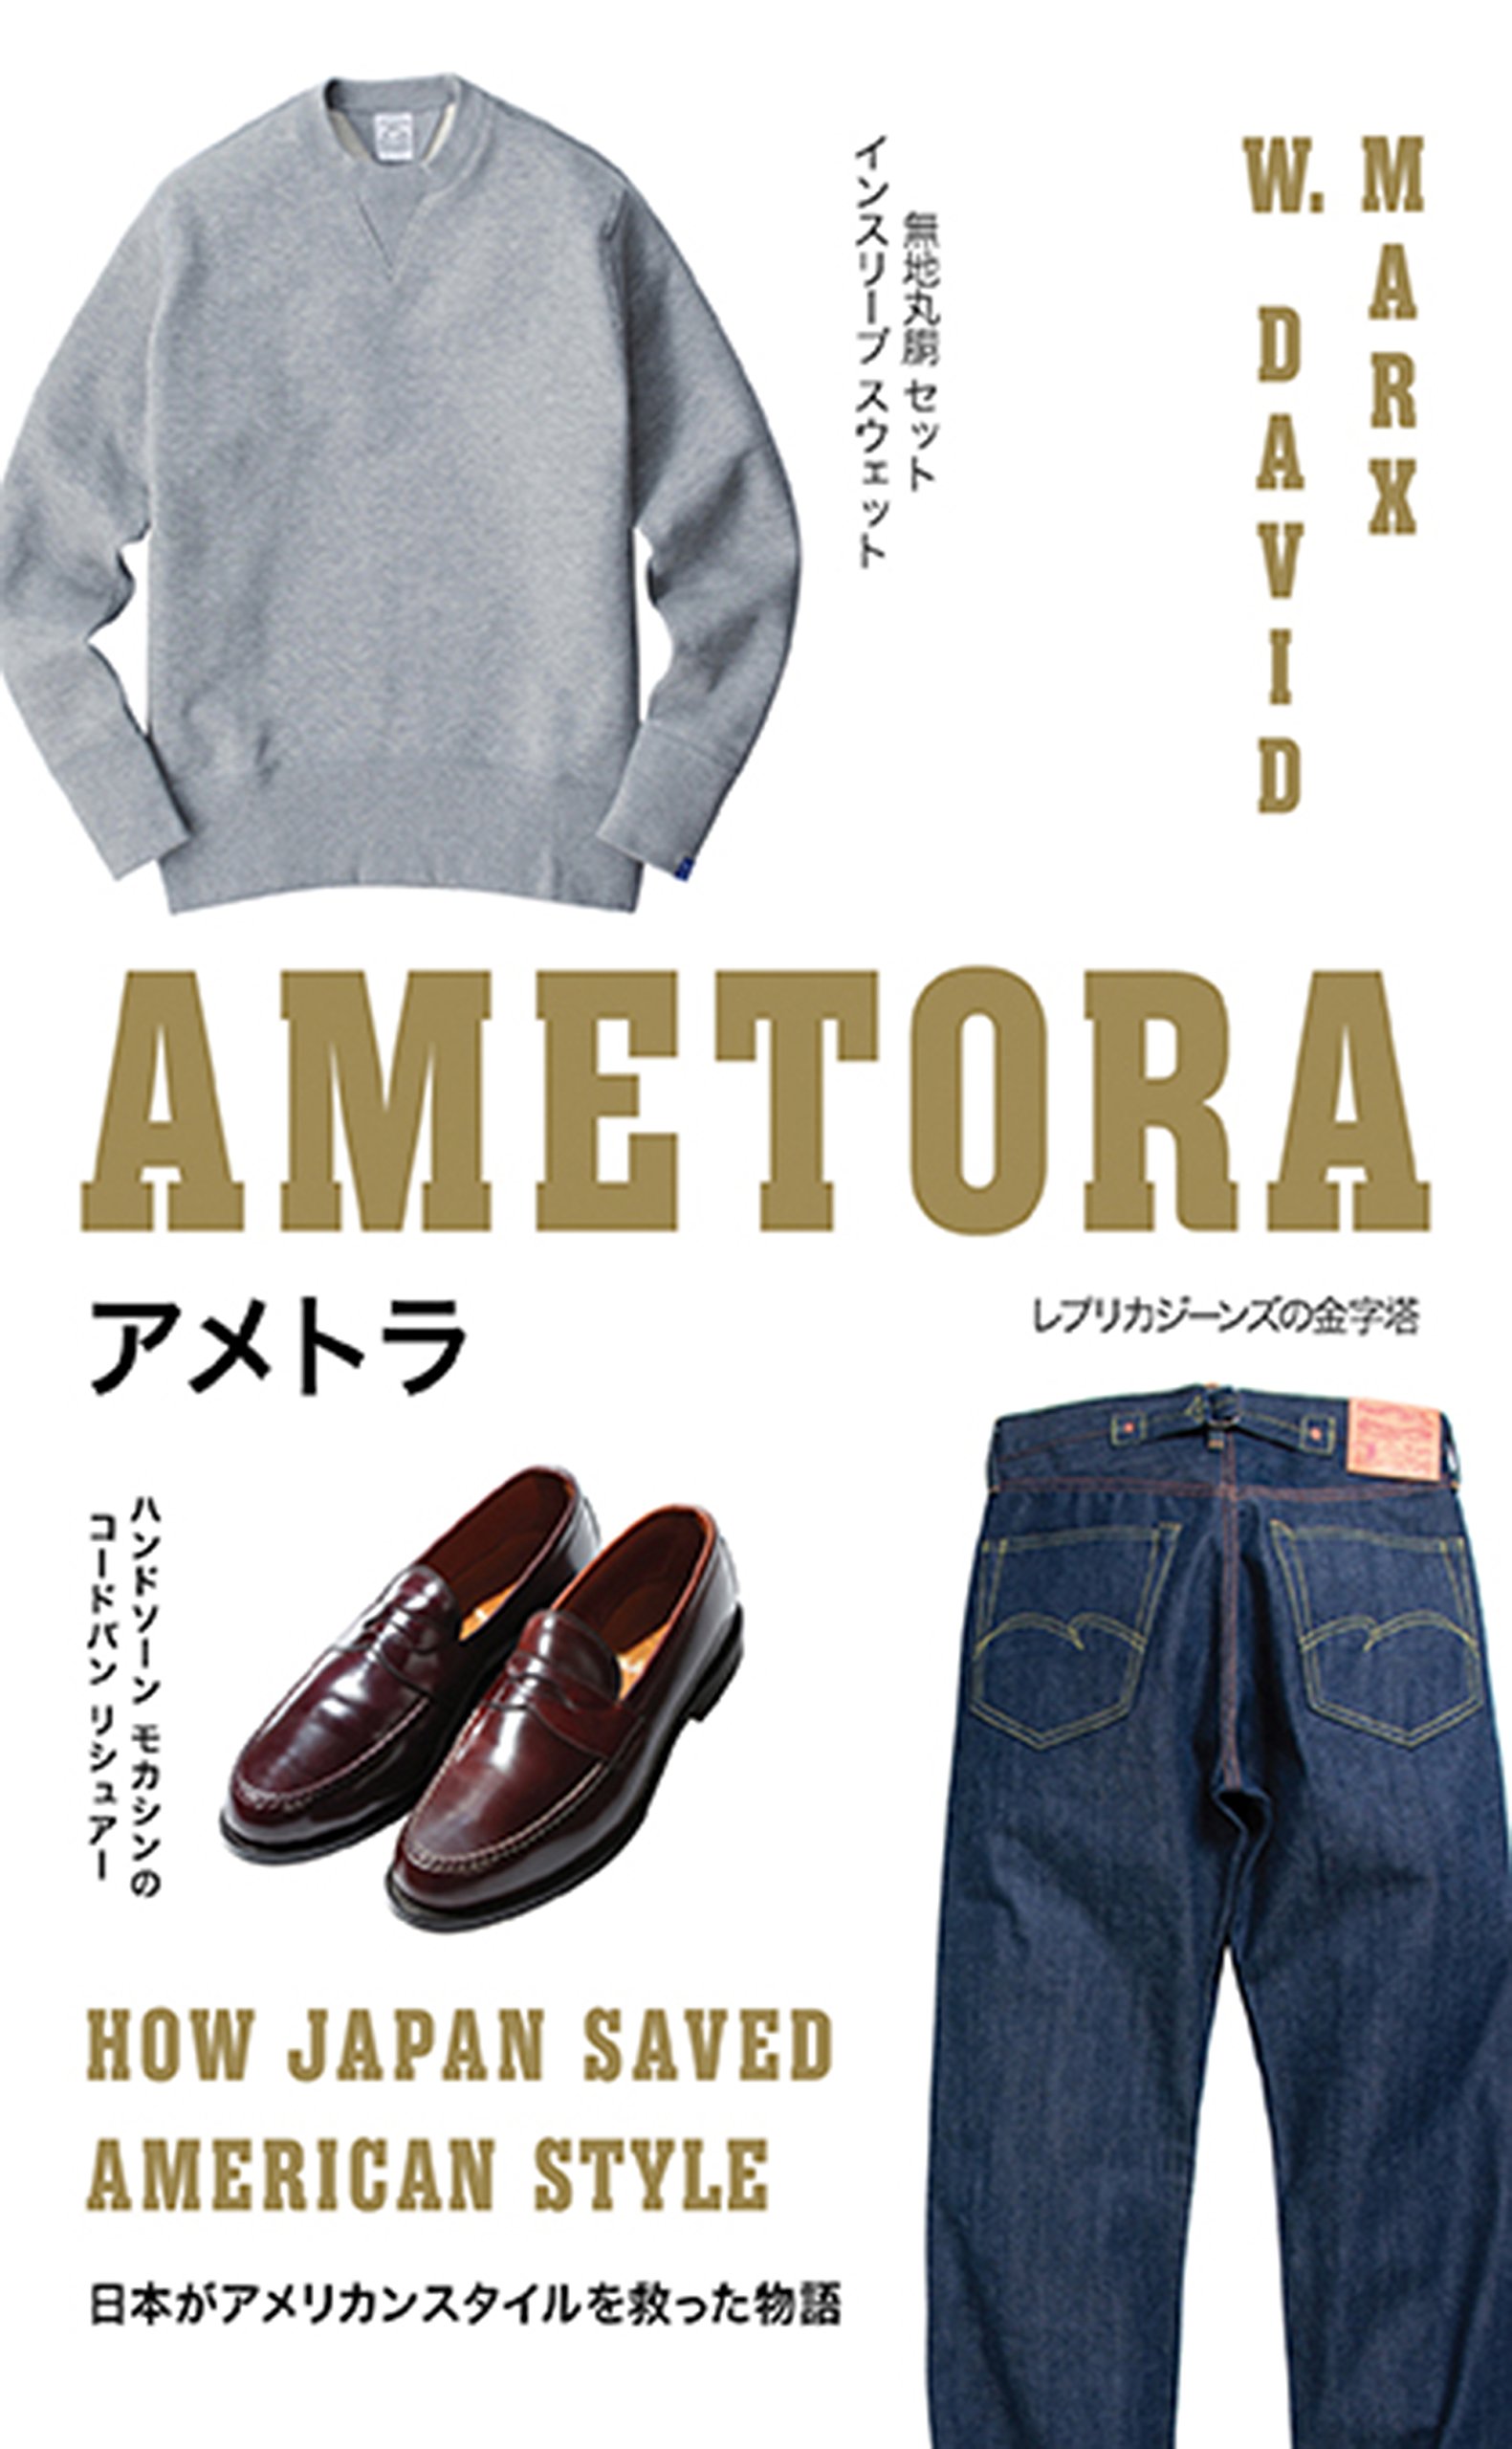 無地丸胴 セット
インスリーブ スウェット
W. DAVID
MARX
AMETORA
アメトラ
レプリカジーンズの金字塔
ハンドソーン モカシンの
コードバン リシュアー
HOW JAPAN SAVED
AMERICAN STYLE
日本がアメリカンスタイルを救った物語